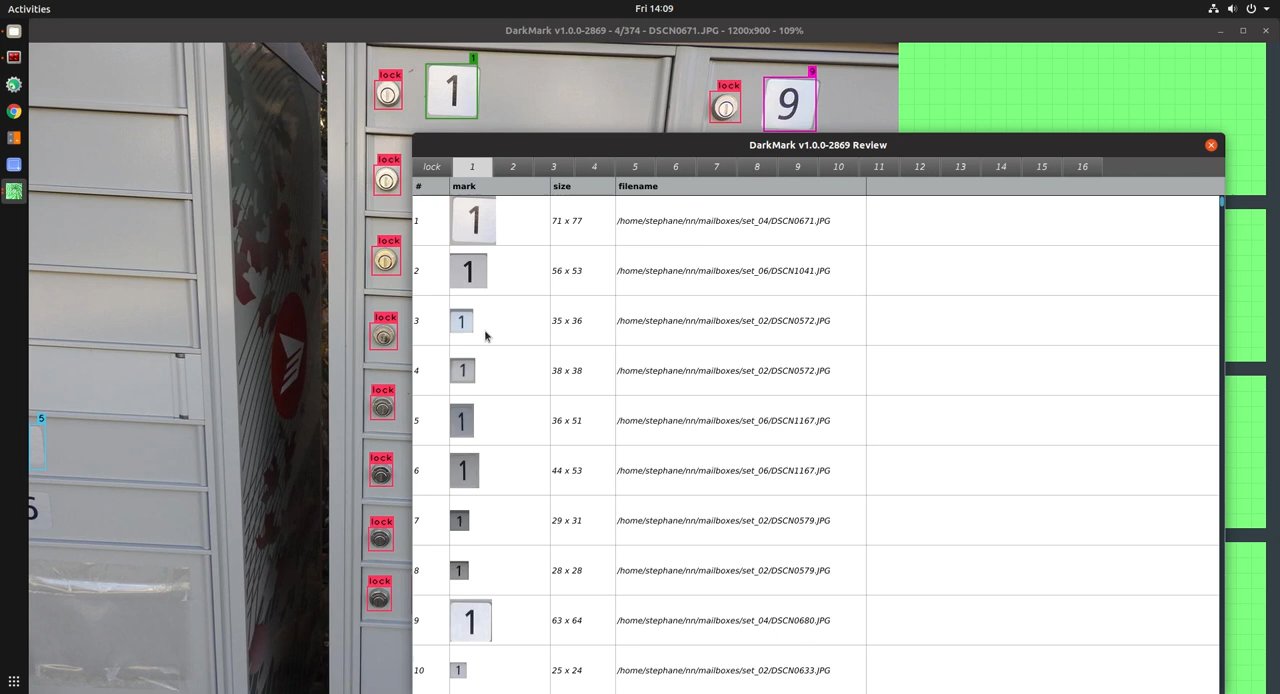 Activities
Fri 14:09
DarkMark v1.0.0-2869 - 4/374 - DSCN0671.JPG - 1200x900 - 109%
lock 1 1 lock 9 9
DarkMark v1.0.0-2869 Review
lock 1 2 3 4 5 6 7 8 9 10 11 12 13 14 15 16
# mark size filename
1 1 71 x 77 /home/stephane/nn/mailboxes/set_04/DSCN0671.JPG
2 1 56 x 53 /home/stephane/nn/mailboxes/set_06/DSCN1041.JPG
3 1 35 x 36 /home/stephane/nn/mailboxes/set_02/DSCN0572.JPG
4 1 38 x 38 /home/stephane/nn/mailboxes/set_02/DSCN0572.JPG
5 1 36 x 51 /home/stephane/nn/mailboxes/set_06/DSCN1167.JPG
6 1 44 x 53 /home/stephane/nn/mailboxes/set_06/DSCN1167.JPG
7 1 29 x 31 /home/stephane/nn/mailboxes/set_02/DSCN0579.JPG
8 1 28 x 28 /home/stephane/nn/mailboxes/set_02/DSCN0579.JPG
9 1 63 x 64 /home/stephane/nn/mailboxes/set_04/DSCN0680.JPG
10 1 25 x 24 /home/stephane/nn/mailboxes/set_02/DSCN0633.JPG
lock
lock
lock
lock
lock
lock
lock
5
6